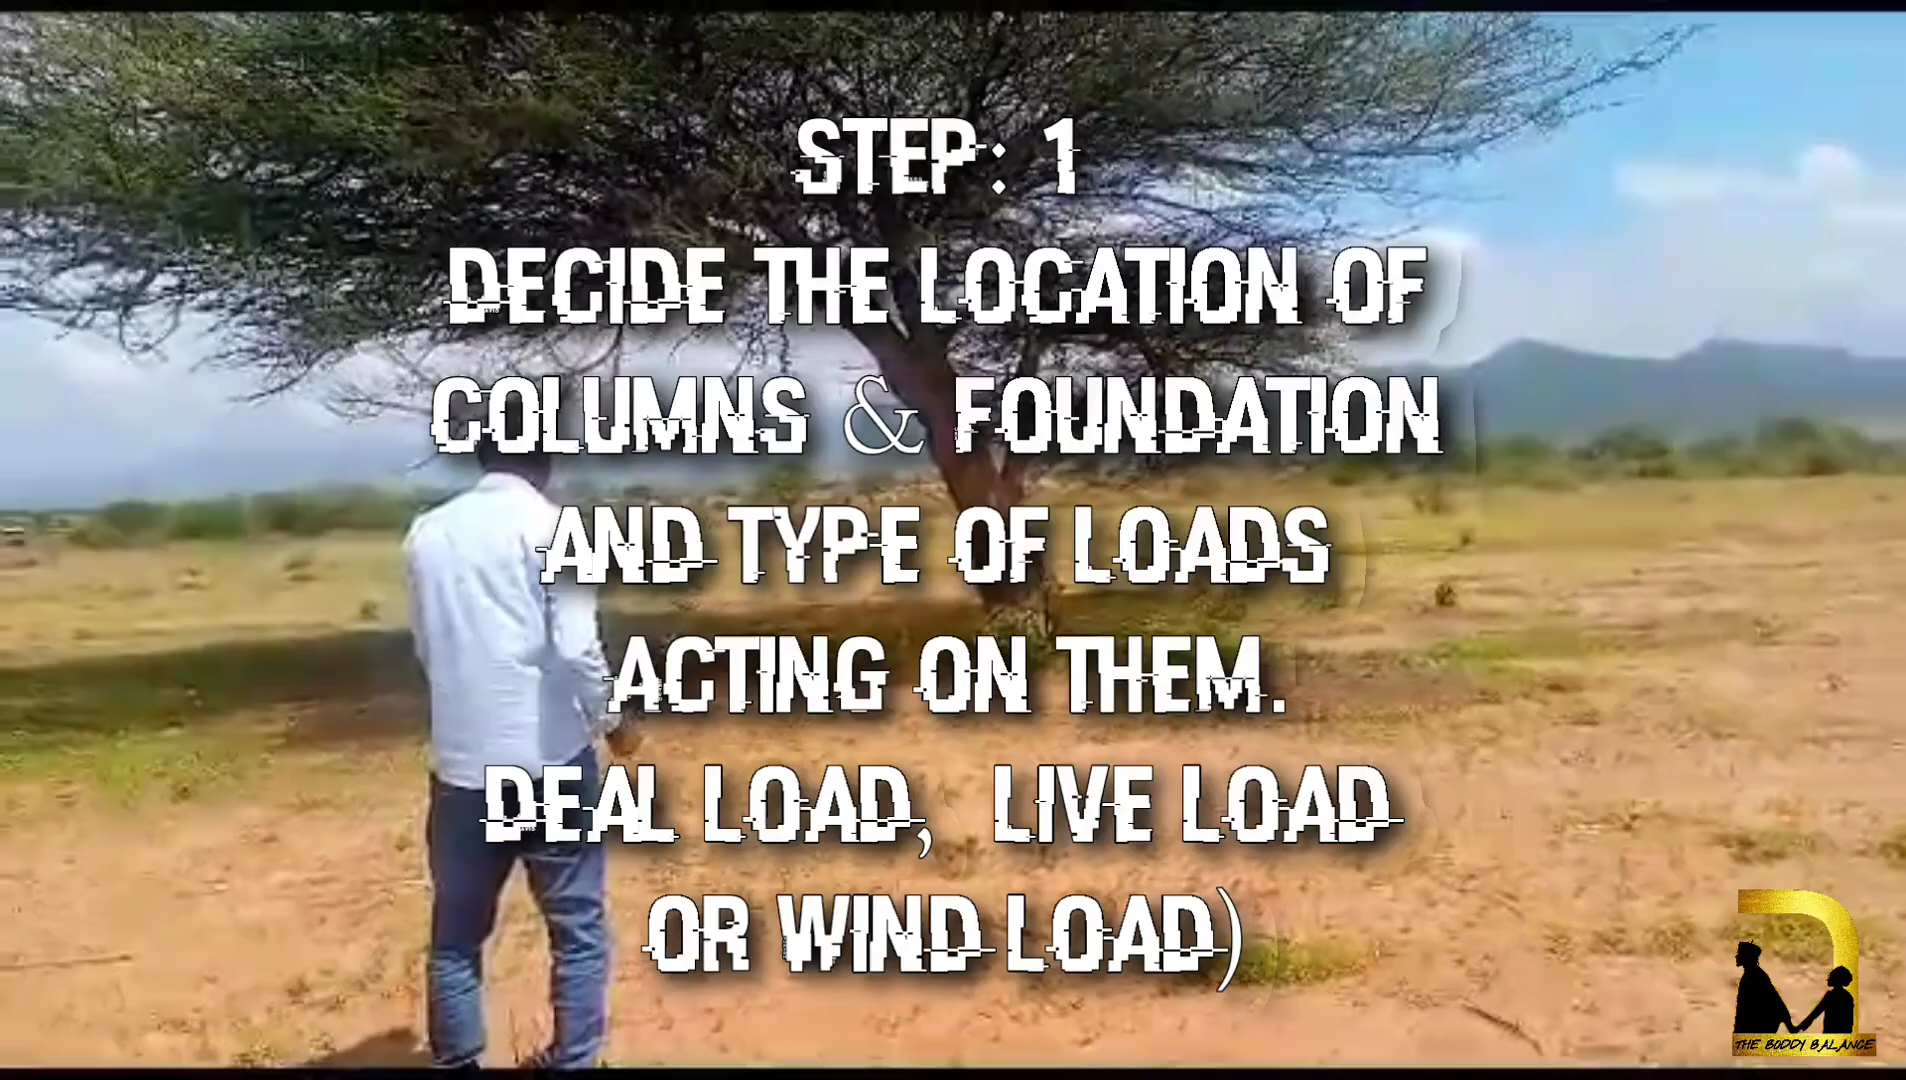 STEP: 1
DECIDE THE LOCATION OF
COLUMNS & FOUNDATION
AND TYPE OF LOADS
ACTING ON THEM.
DEAL LOAD, LIVE LOAD
OR WIND LOAD)
THE BODDY BALANCE